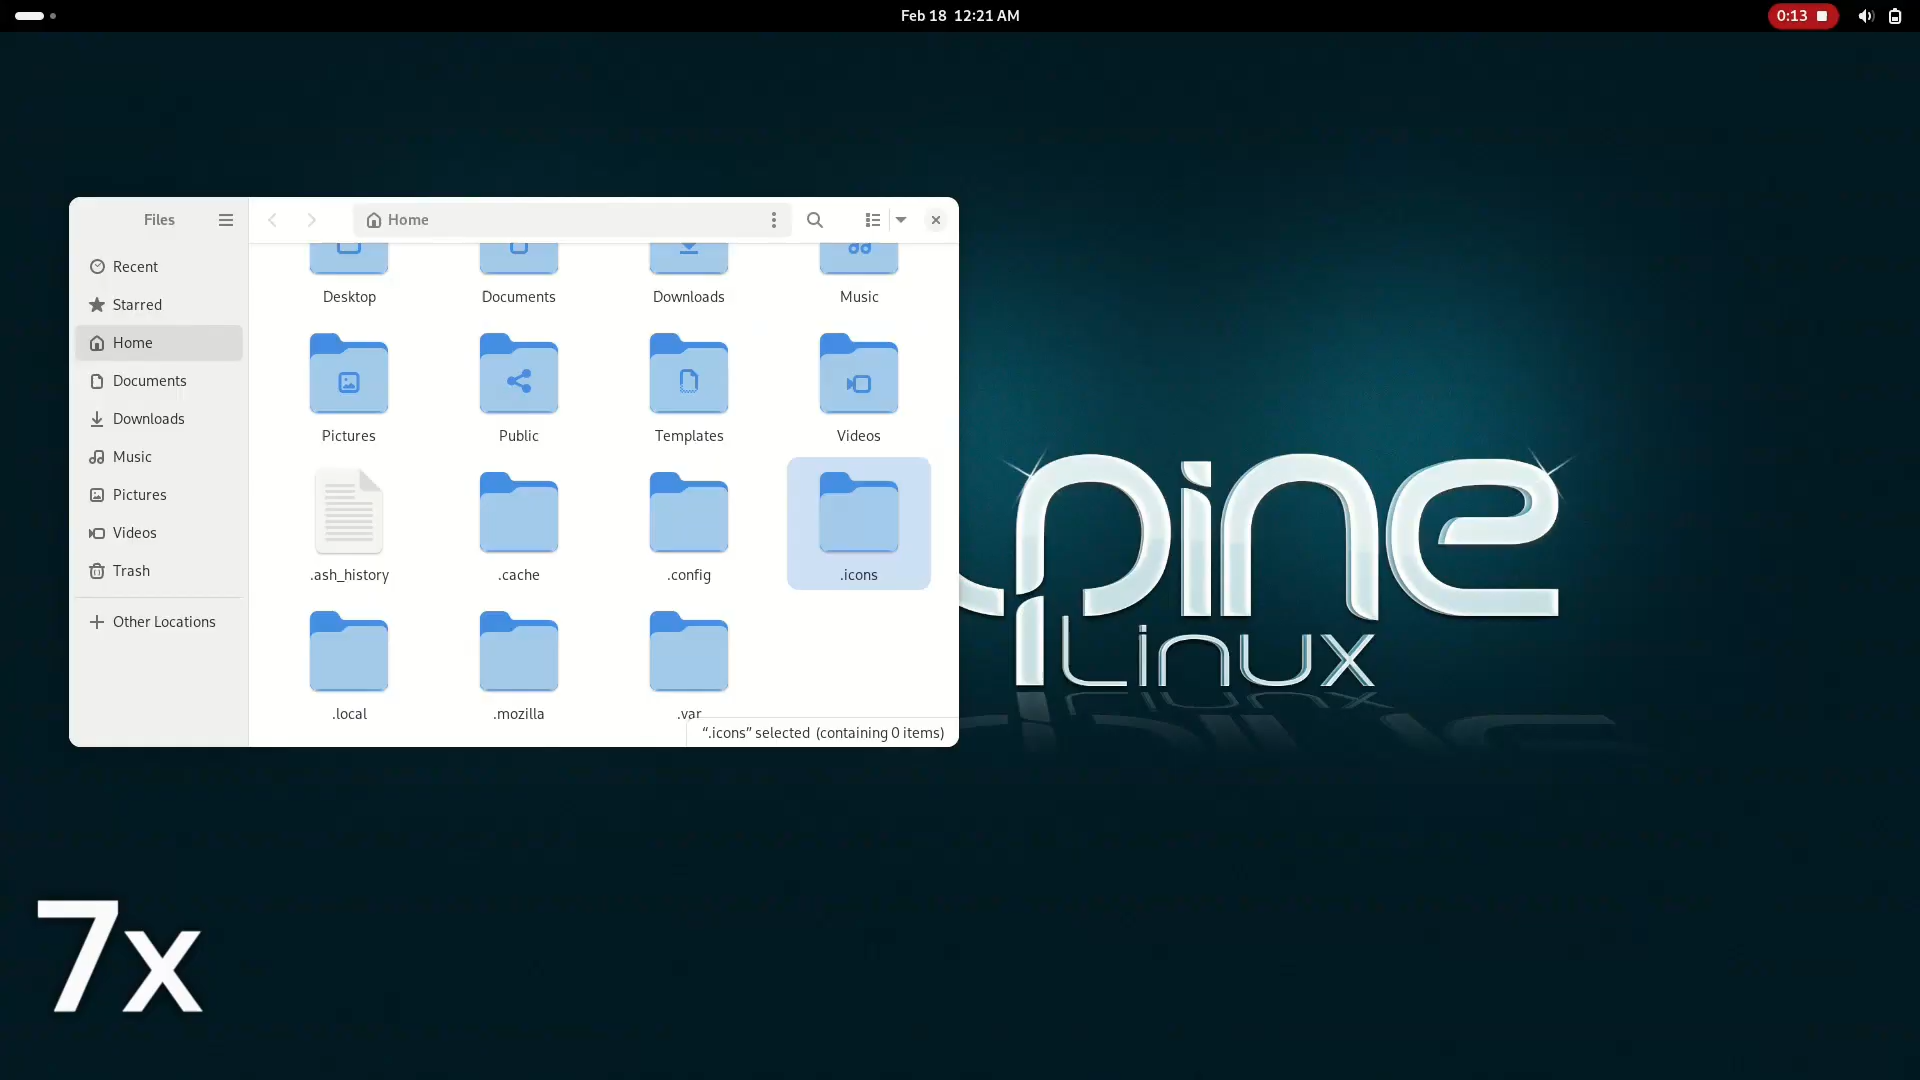 Feb 18 12:21 AM
0:13
Files
Home
Recent
Starred
Home
Documents
Downloads
Music
Pictures
Videos
Trash
Other Locations
Desktop Documents Downloads Music
Pictures Public Templates Videos
.ash_history .cache .config .icons
.local .mozilla .var
“.icons” selected (containing 0 items)
pine
Linux
7x